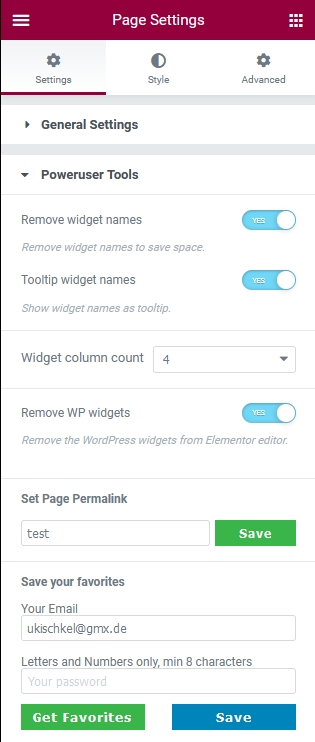 Page Settings
Settings Style Advanced
General Settings
Poweruser Tools
Remove widget names YES
Remove widget names to save space.
Tooltip widget names YES
Show widget names as tooltip.
Widget column count 4
Remove WP widgets YES
Remove the WordPress widgets from Elementor editor.
Set Page Permalink
test Save
Save your favorites
Your Email
ukischkel@gmx.de
Letters and Numbers only, min 8 characters
Your password
Get Favorites Save